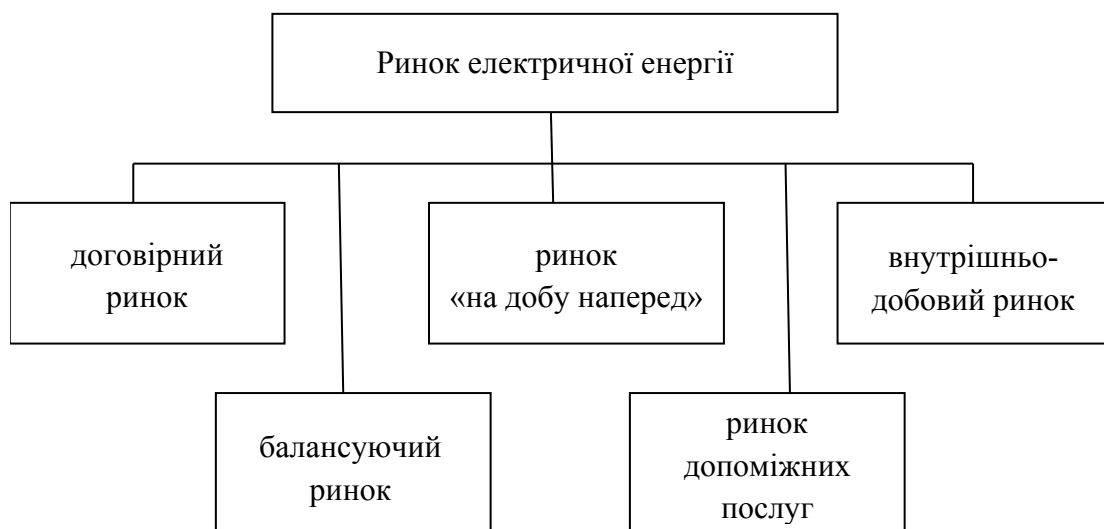 Ринок електричної енергії
договірний
ринок
ринок
«на добу наперед»
внутрішньо-
добовий ринок
балансуючий
ринок
ринок
допоміжних
послуг